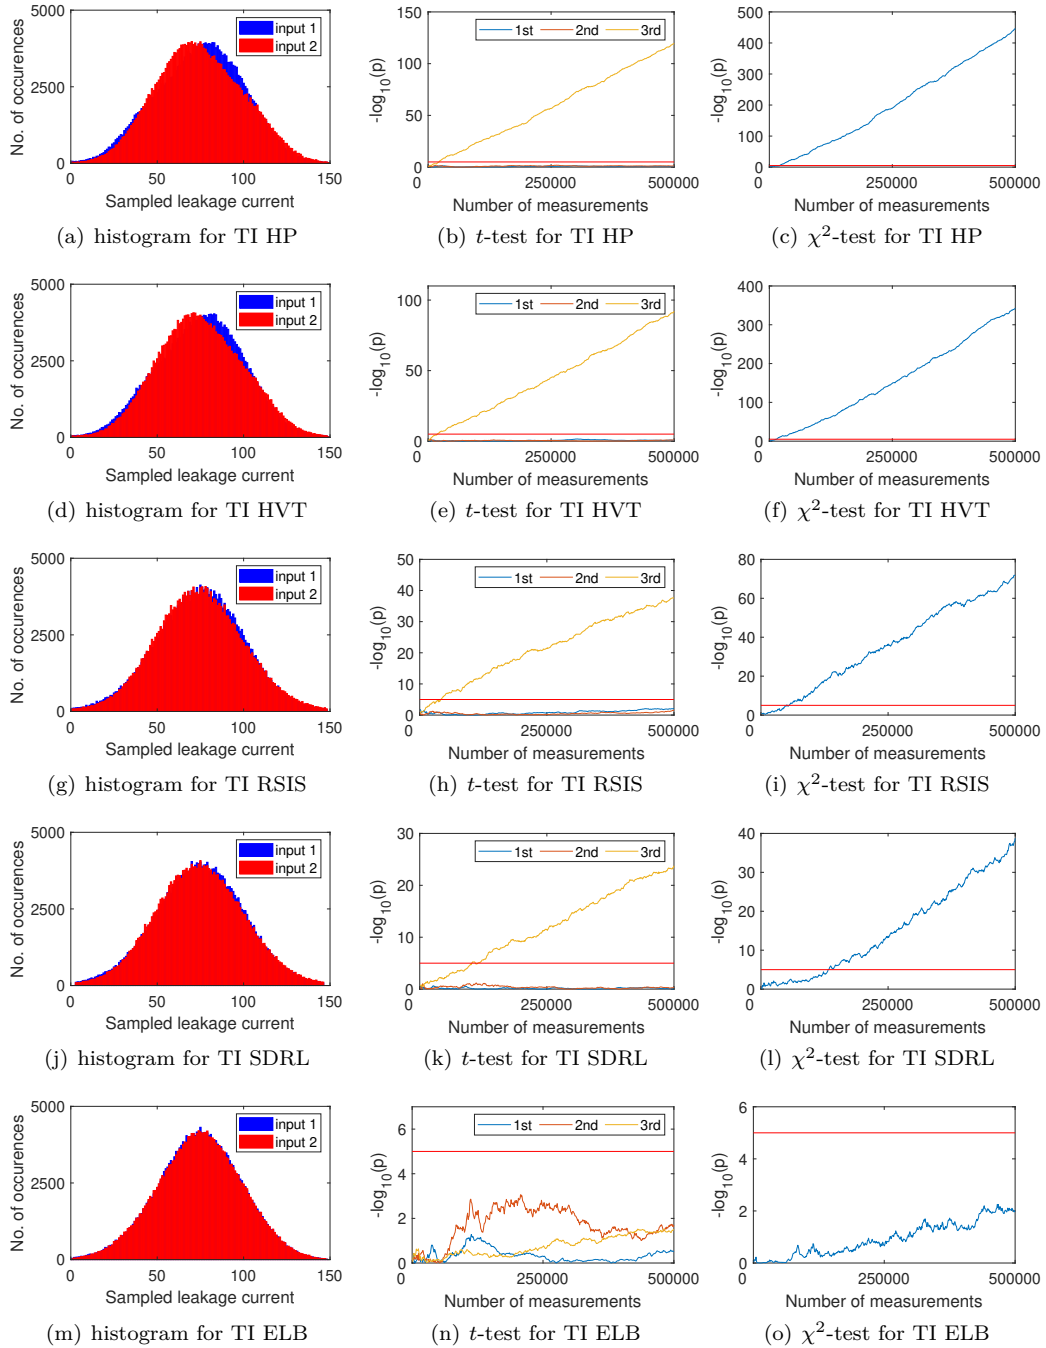 No. of occurences
5000
2500
0
0 50 100 150
Sampled leakage current
input 1
input 2
(a) histogram for TI HP
-log10(p)
150
100
50
0
0 250000 500000
Number of measurements
1st 2nd 3rd
(b) t-test for TI HP
-log10(p)
500
400
300
200
100
0
0 250000 500000
Number of measurements
(c) χ²-test for TI HP
No. of occurences
5000
2500
0
0 50 100 150
Sampled leakage current
input 1
input 2
(d) histogram for TI HVT
-log10(p)
100
50
0
0 250000 500000
Number of measurements
1st 2nd 3rd
(e) t-test for TI HVT
-log10(p)
400
300
200
100
0
0 250000 500000
Number of measurements
(f) χ²-test for TI HVT
No. of occurences
5000
2500
0
0 50 100 150
Sampled leakage current
input 1
input 2
(g) histogram for TI RSIS
-log10(p)
50
40
30
20
10
0
0 250000 500000
Number of measurements
1st 2nd 3rd
(h) t-test for TI RSIS
-log10(p)
80
60
40
20
0
0 250000 500000
Number of measurements
(i) χ²-test for TI RSIS
No. of occurences
5000
2500
0
0 50 100 150
Sampled leakage current
input 1
input 2
(j) histogram for TI SDRL
-log10(p)
30
20
10
0
0 250000 500000
Number of measurements
1st 2nd 3rd
(k) t-test for TI SDRL
-log10(p)
40
30
20
10
0
0 250000 500000
Number of measurements
(l) χ²-test for TI SDRL
No. of occurences
5000
2500
0
0 50 100 150
Sampled leakage current
input 1
input 2
(m) histogram for TI ELB
-log10(p)
6
4
2
0
0 250000 500000
Number of measurements
1st 2nd 3rd
(n) t-test for TI ELB
-log10(p)
6
4
2
0
0 250000 500000
Number of measurements
(o) χ²-test for TI ELB